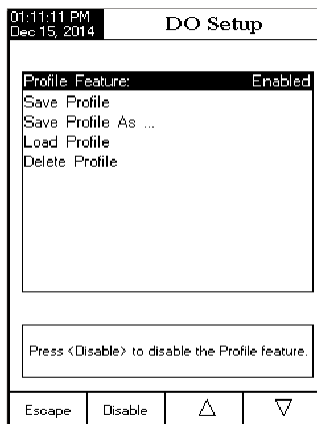 01:11:11 PM
Dec 15, 2014
DO Setup
Profile Feature: Enabled
Save Profile
Save Profile As ...
Load Profile
Delete Profile
Press <Disable> to disable the Profile feature.
Escape Disable